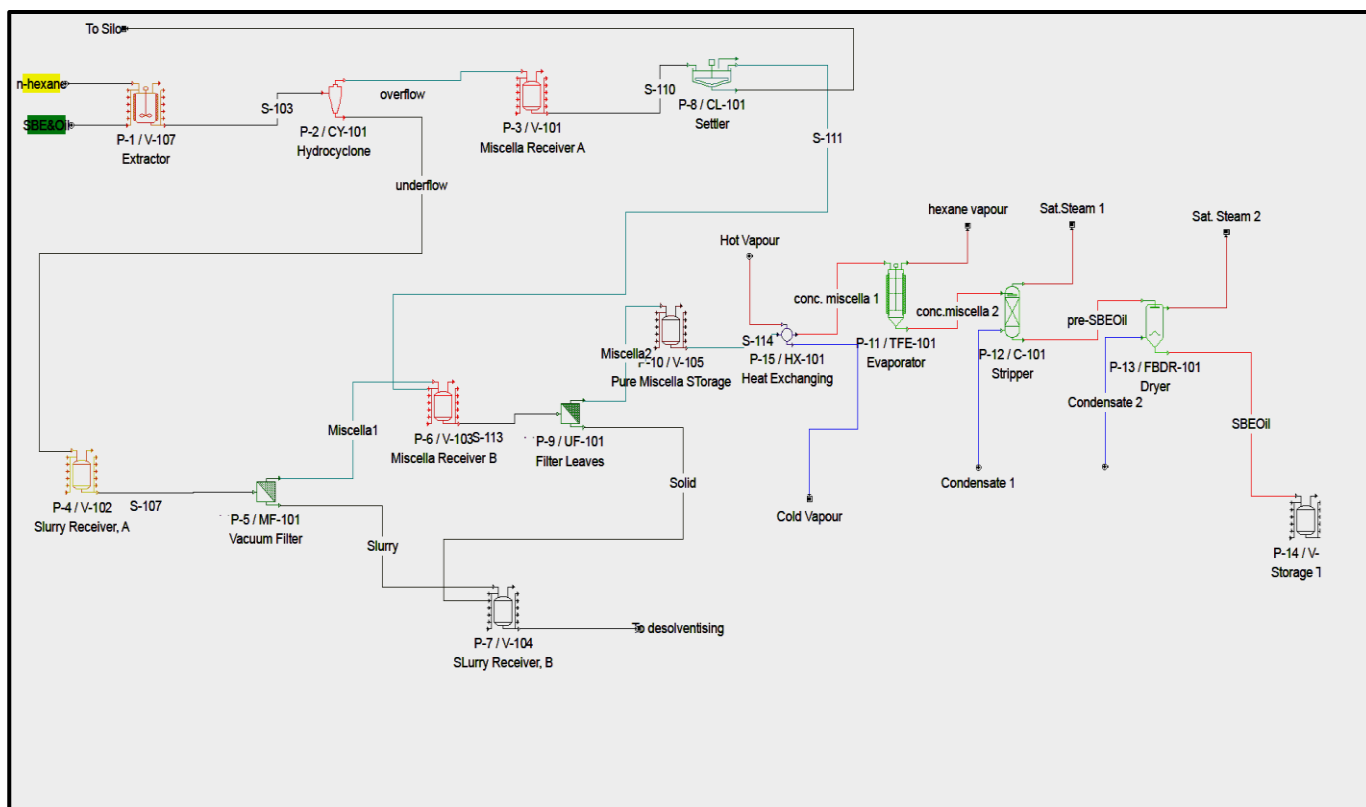 To Silo
n-hexane
SBE&Oil
P-1 / V-107
Extractor
S-103
P-2 / CY-101
Hydrocyclone
overflow
underflow
P-3 / V-101
Miscella Receiver A
S-110
P-8 / CL-101
Settler
S-111
hexane vapour
Sat.Steam 1
Sat. Steam 2
Hot Vapour
conc. miscella 1
conc.miscella 2
pre-SBEOil
S-114
P-15 / HX-101
Heat Exchanging
P-11 / TFE-101
Evaporator
P-12 / C-101
Stripper
P-13 / FBDR-101
Dryer
Miscella2
P-10 / V-105
Pure Miscella STorage
Miscella1
P-6 / V-103
Miscella Receiver B
S-113
P-9 / UF-101
Filter Leaves
Solid
Condensate 2
SBEOil
Condensate 1
Cold Vapour
P-4 / V-102
Slurry Receiver, A
S-107
P-5 / MF-101
Vacuum Filter
Slurry
P-14 / V-
Storage T
P-7 / V-104
SLurry Receiver, B
To desolventising